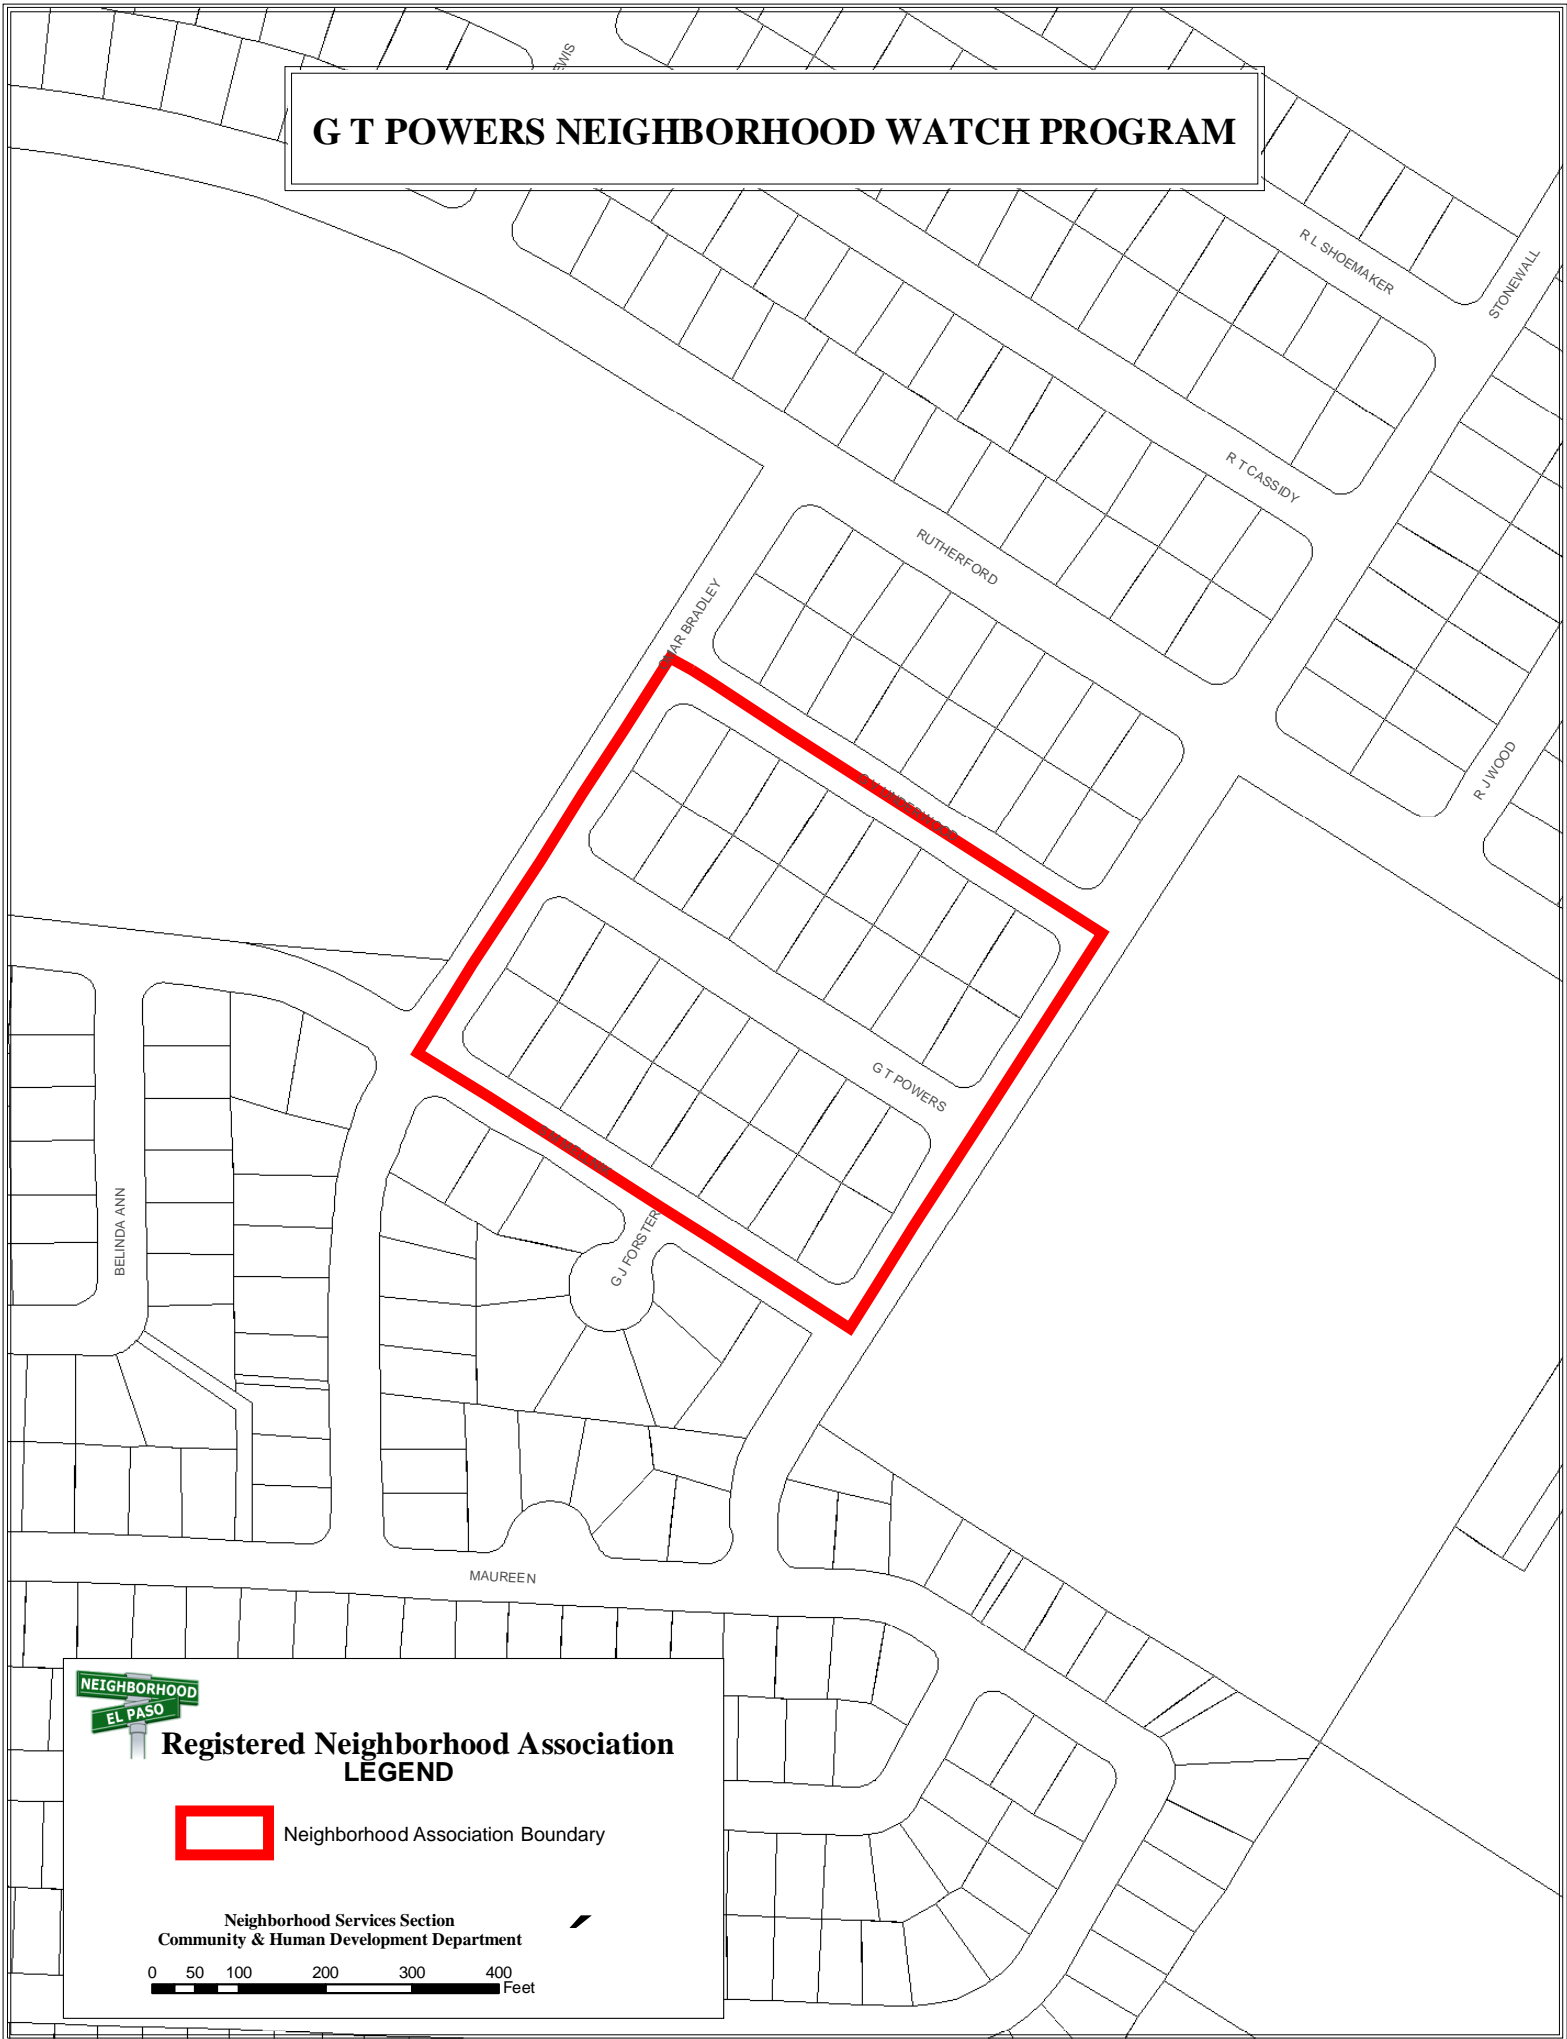 EWIS
G T POWERS NEIGHBORHOOD WATCH PROGRAM
R L SHOEMAKER
STONEWALL
R T CASSIDY
RUTHERFORD
OMAR BRADLEY
R J WOOD
G V UNDERWOOD
G T POWERS
BELINDA ANN
G J FORSTER
MAUREEN
NEIGHBORHOOD
EL PASO
Registered Neighborhood Association
LEGEND
Neighborhood Association Boundary
Neighborhood Services Section
Community & Human Development Department
0 50 100 200 300 400
Feet